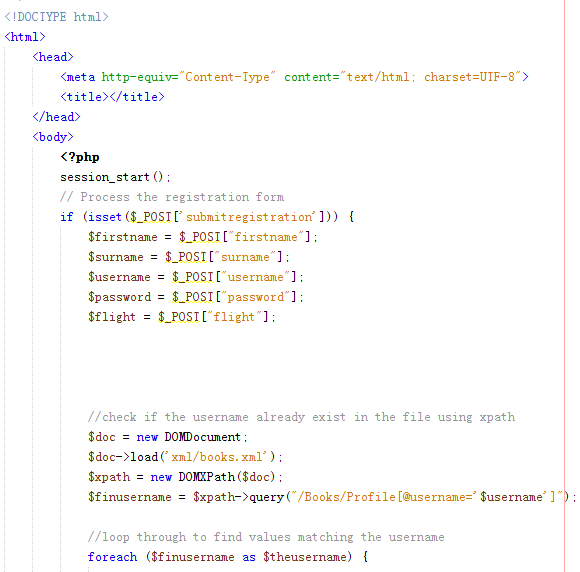 <!DOCTYPE html>
<html>
<head>
<meta http-equiv="Content-Type" content="text/html; charset=UTF-8">
<title></title>
</head>
<body>
<?php
session_start();
// Process the registration form
if (isset($_POST['submitregistration'])) {
$firstname = $_POST["firstname"];
$surname = $_POST["surname"];
$username = $_POST["username"];
$password = $_POST["password"];
$flight = $_POST["flight"];
//check if the username already exist in the file using xpath
$doc = new DOMDocument;
$doc->load('xml/books.xml');
$xpath = new DOMXPath($doc);
$finusername = $xpath->query("/Books/Profile[@username='$username']");
//loop through to find values matching the username
foreach ($finusername as $theusername) {